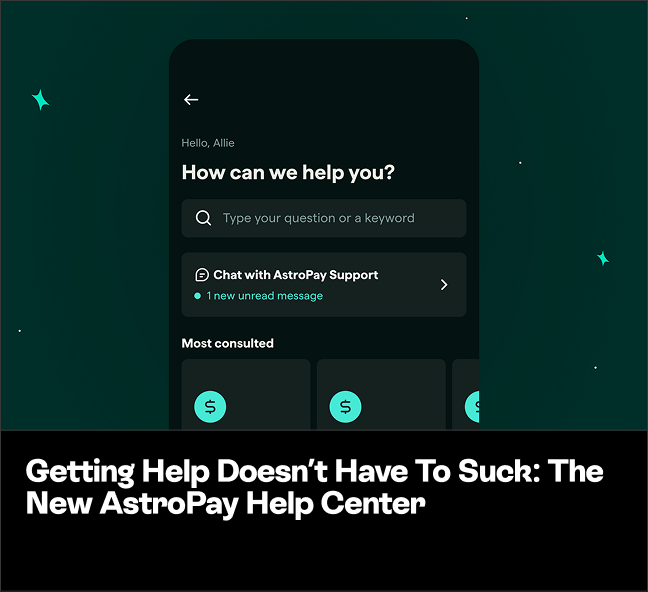 Hello, Allie
How can we help you?
Type your question or a keyword
Chat with AstroPay Support
1 new unread message
Most consulted
Getting Help Doesn’t Have To Suck: The
New AstroPay Help Center